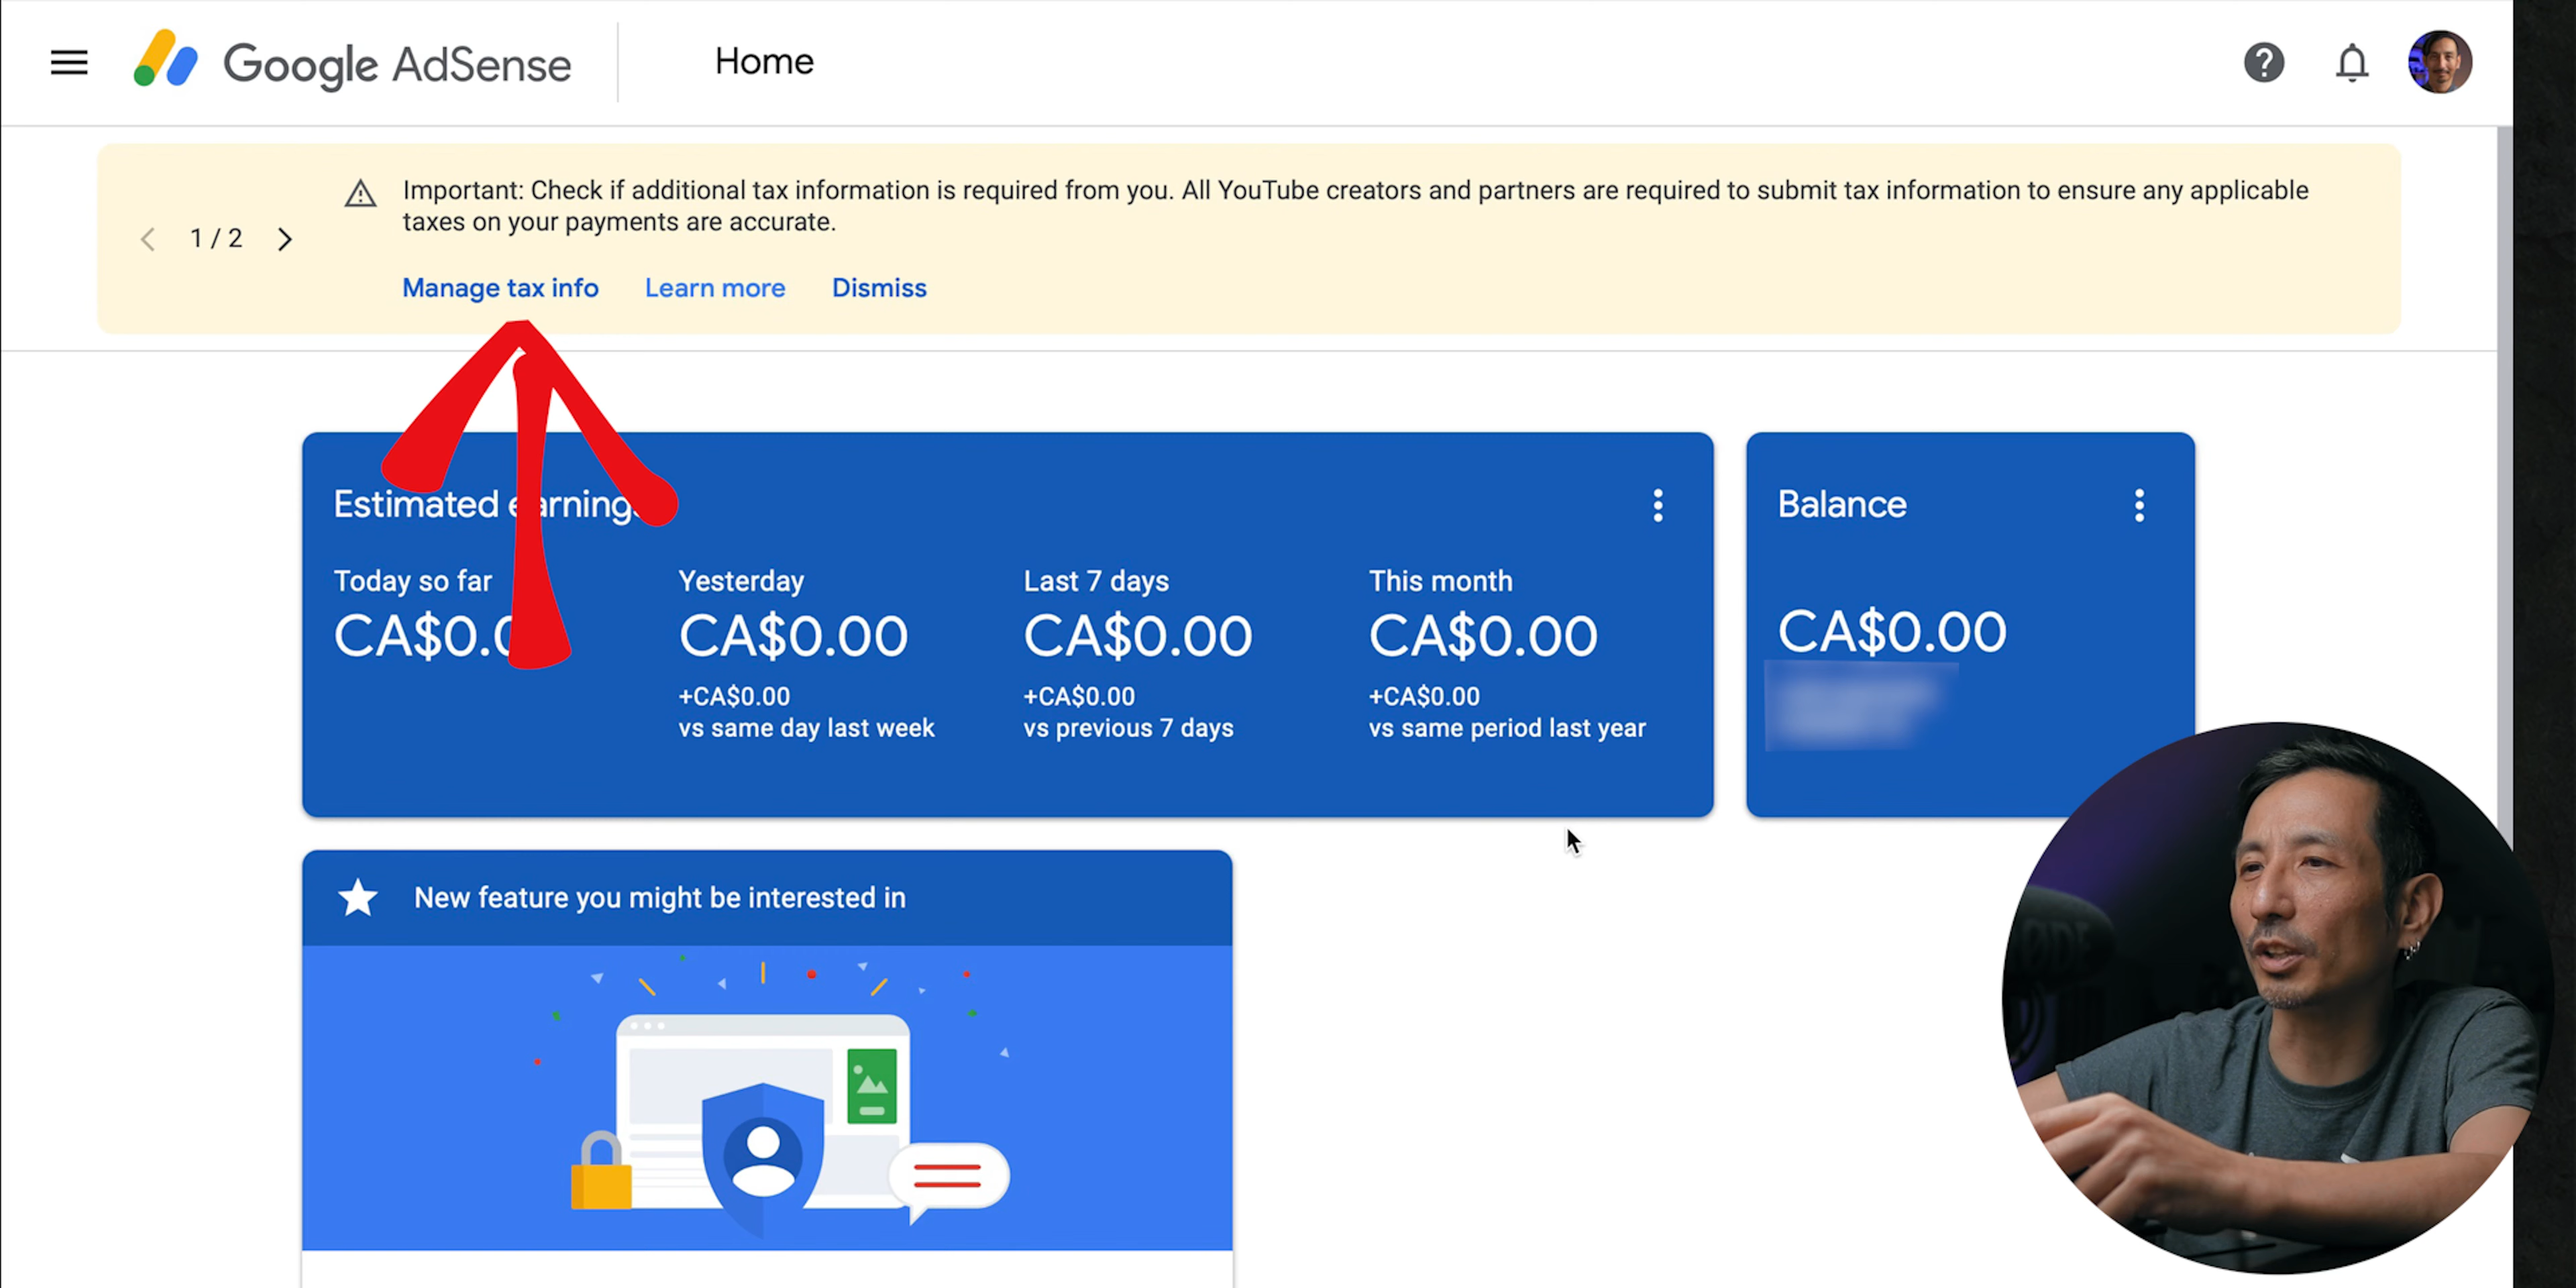 Google AdSense
Home
1 / 2
Important: Check if additional tax information is required from you. All YouTube creators and partners are required to submit tax information to ensure any applicable
taxes on your payments are accurate.
Manage tax info Learn more Dismiss
Estimated earnings
Balance
Today so far
Yesterday
Last 7 days
This month
CA$0.0
CA$0.00
CA$0.00
CA$0.00
CA$0.00
+CA$0.00
vs same day last week
+CA$0.00
vs previous 7 days
+CA$0.00
vs same period last year
New feature you might be interested in